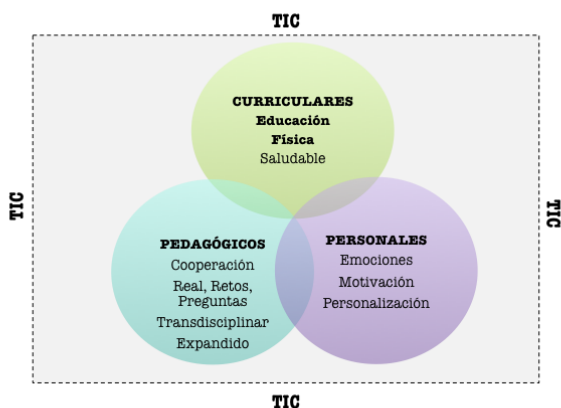 TIC
CURRICULARES
Educación
Física
Saludable
TIC
TIC
PEDAGÓGICOS
Cooperación
Real, Retos,
Preguntas
Transdisciplinar
Expandido
PERSONALES
Emociones
Motivación
Personalización
TIC